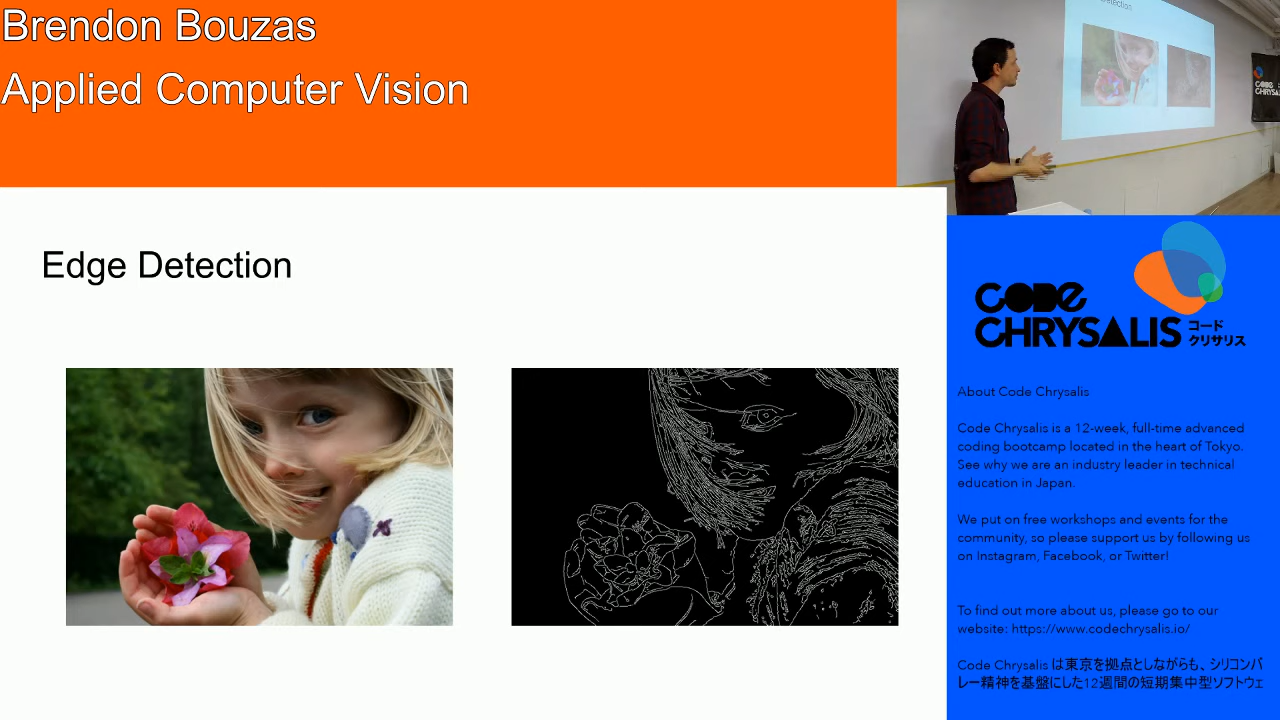 Brendon Bouzas
Applied Computer Vision
Edge Detection
CODE
CHRYSALIS
コード
クリサリス
About Code Chrysalis
Code Chrysalis is a 12-week, full-time advanced
coding bootcamp located in the heart of Tokyo.
See why we are an industry leader in technical
education in Japan.
We put on free workshops and events for the
community, so please support us by following us
on Instagram, Facebook, or Twitter!
To find out more about us, please go to our
website: https://www.codechrysalis.io/
Code Chrysalis は東京を拠点としながらも、シリコンバ
レー精神を基盤にした12週間の短期集中型ソフトウェ